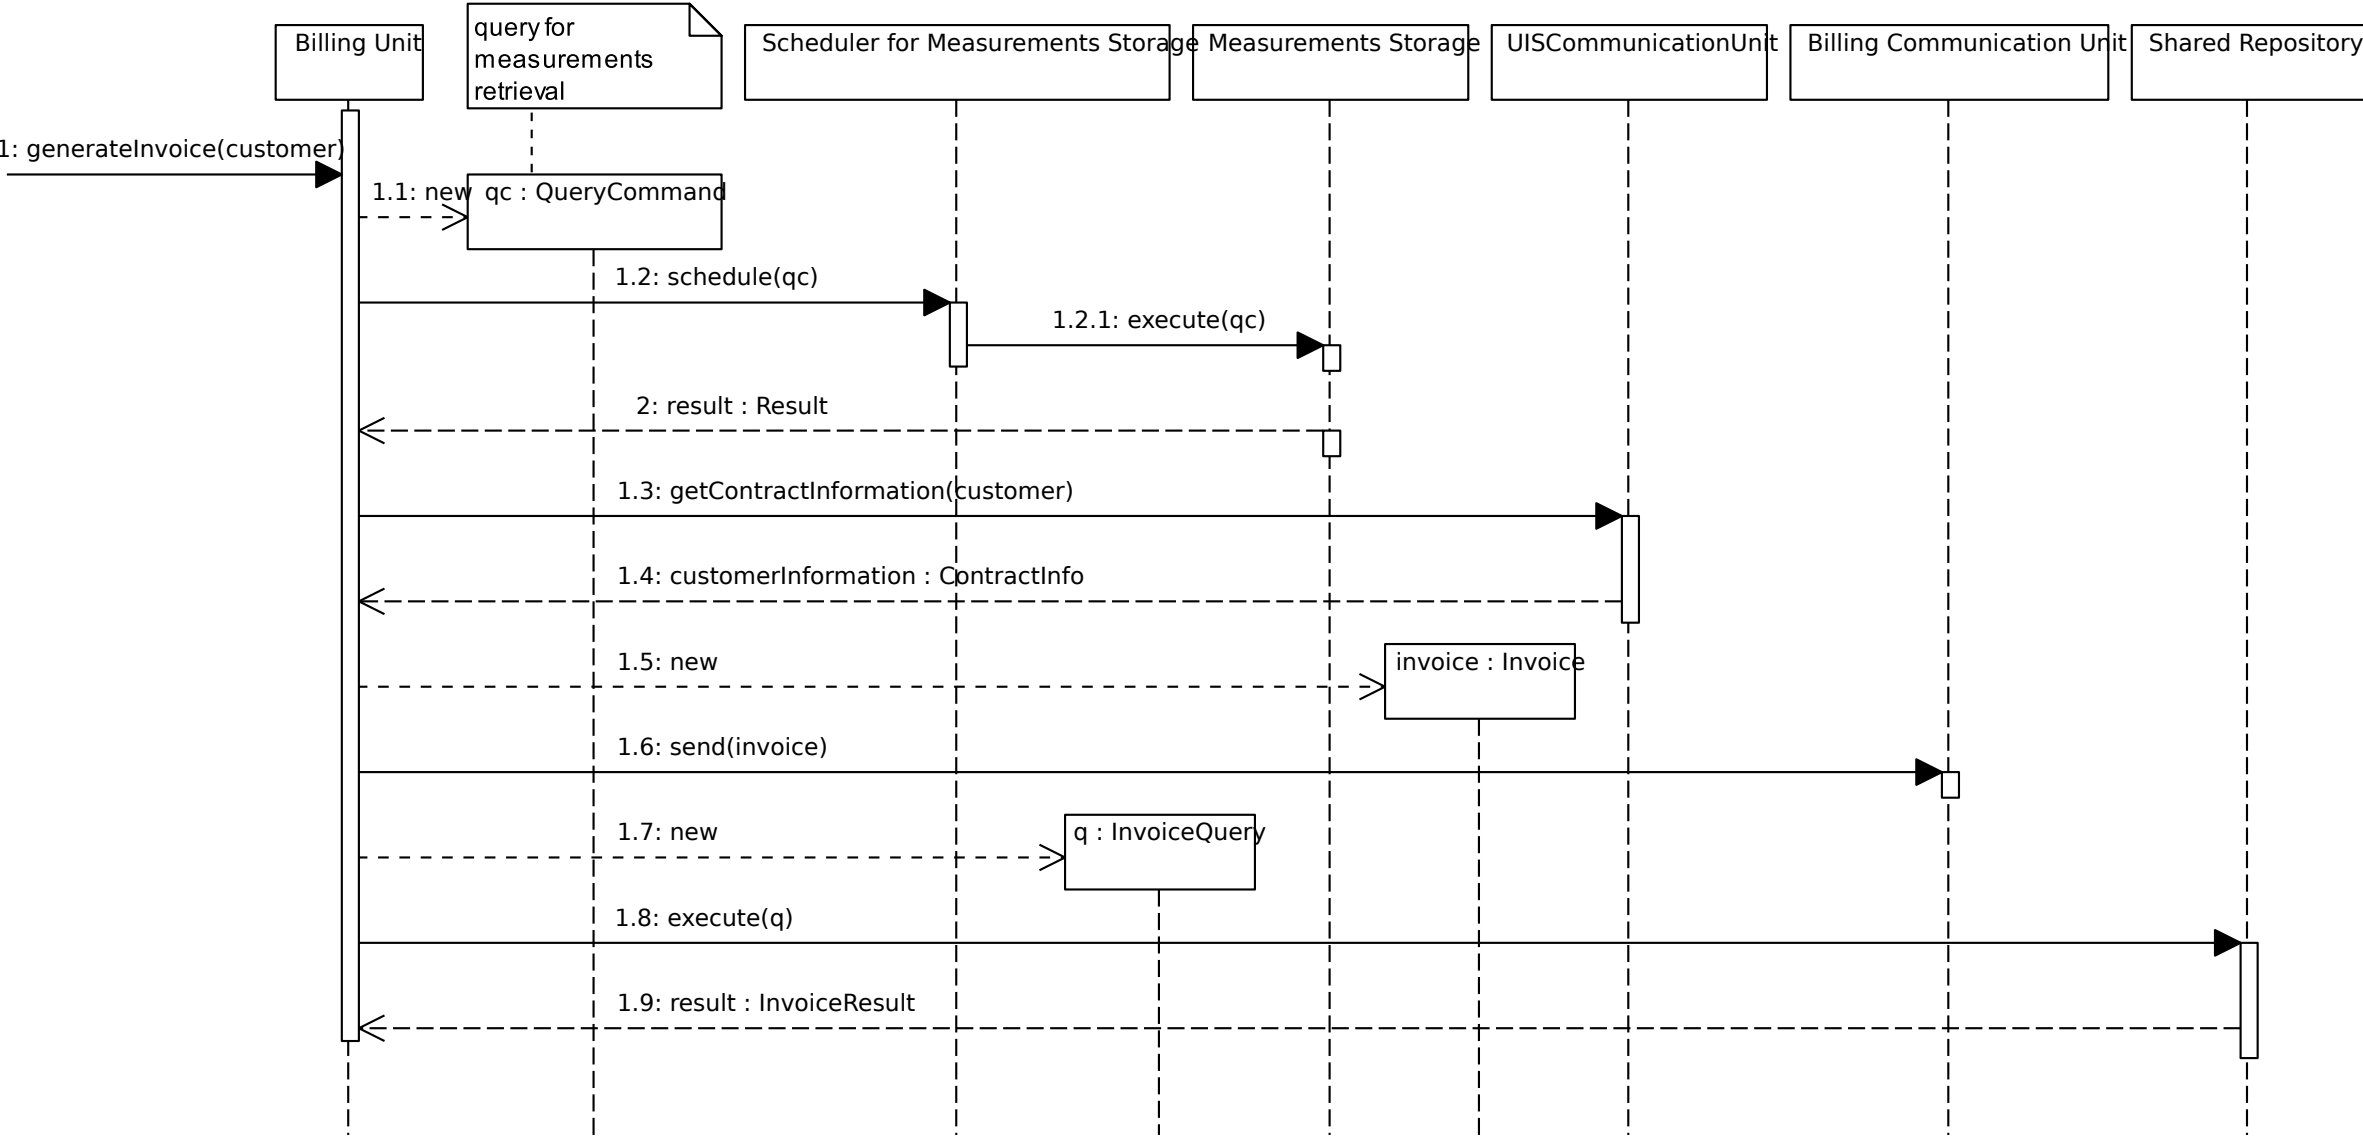 query for
measurements
retrieval
Billing Unit
Scheduler for Measurements Storage
Measurements Storage
UISCommunicationUnit
Billing Communication Unit
Shared Repository
1: generateInvoice(customer)
1.1: new
qc : QueryCommand
1.2: schedule(qc)
1.2.1: execute(qc)
2: result : Result
1.3: getContractInformation(customer)
1.4: customerInformation : ContractInfo
1.5: new
invoice : Invoice
1.6: send(invoice)
1.7: new
q : InvoiceQuery
1.8: execute(q)
1.9: result : InvoiceResult